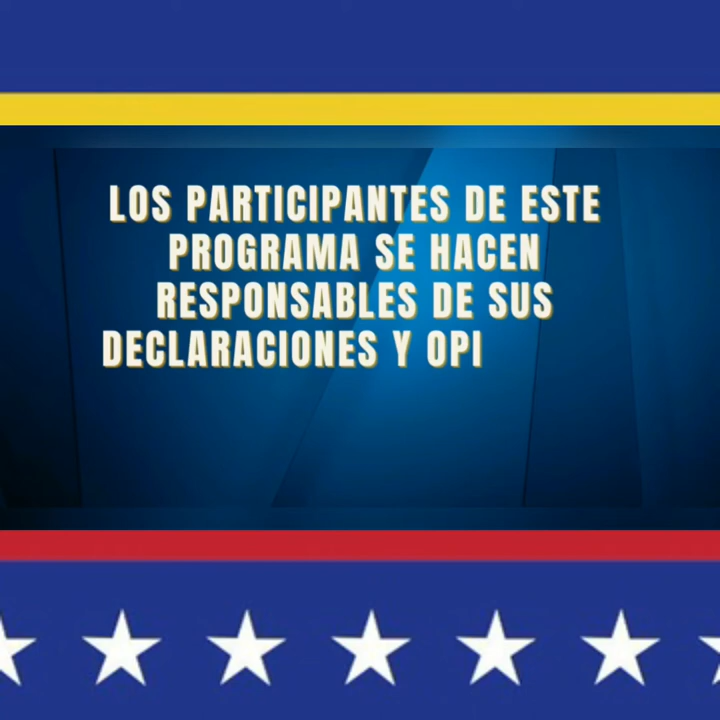 LOS PARTICIPANTES DE ESTE
PROGRAMA SE HACEN
RESPONSABLES DE SUS
DECLARACIONES Y OPI